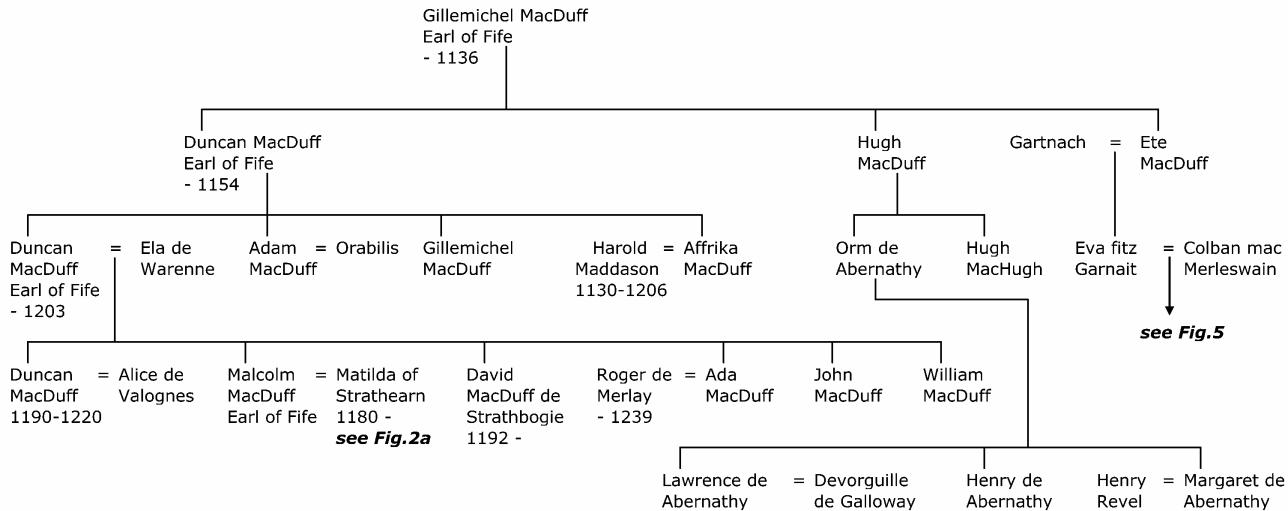 Gillemichel MacDuff
Earl of Fife
- 1136
Duncan MacDuff
Earl of Fife
- 1154
Hugh
MacDuff
Gartnach
=
Ete
MacDuff
Duncan
MacDuff
Earl of Fife
- 1203
=
Ela de
Warenne
Adam
MacDuff
=
Orabilis
Gillemichel
MacDuff
Harold
Maddason
1130-1206
=
Affrika
MacDuff
Orm de
Abernathy
Hugh
MacHugh
Eva fitz
Garnait
=
Colban mac
Merleswain
see Fig.5
Duncan
MacDuff
1190-1220
=
Alice de
Valognes
Malcolm
MacDuff
Earl of Fife
=
Matilda of
Strathearn
1180 -
see Fig.2a
David
MacDuff de
Strathbogie
1192 -
Roger de
Merlay
- 1239
=
Ada
MacDuff
John
MacDuff
William
MacDuff
Lawrence de
Abernathy
=
Devorguille
de Galloway
Henry de
Abernathy
Henry
Revel
=
Margaret de
Abernathy